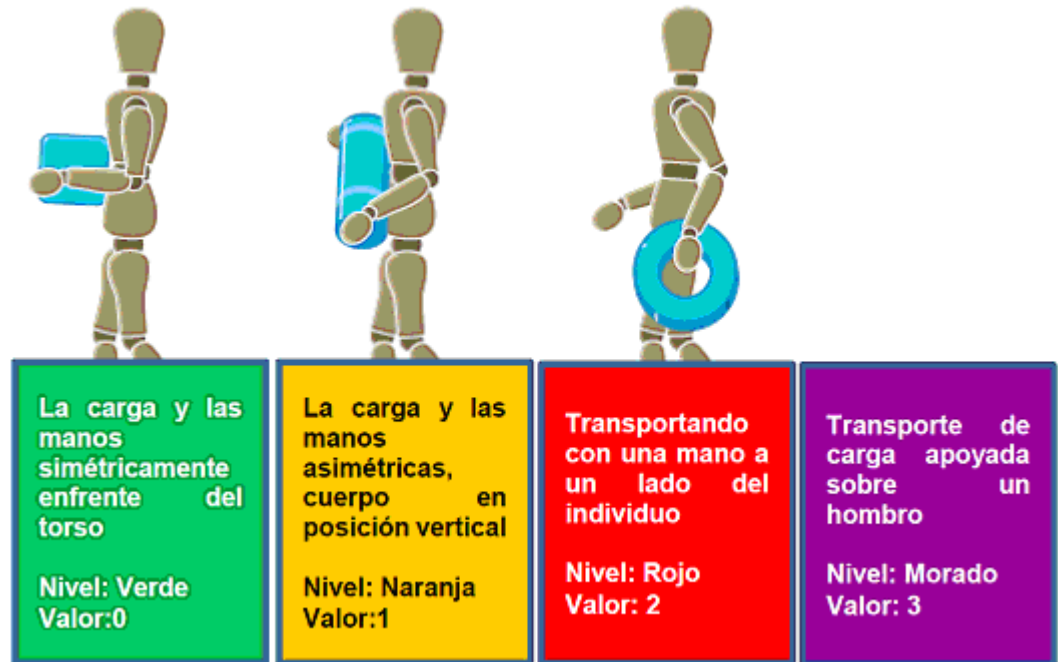 La carga y las
manos
simétricamente
enfrente del
torso
Nivel: Verde
Valor:0
La carga y las
manos
asimétricas,
cuerpo en
posición vertical
Nivel: Naranja
Valor:1
Transportando
con una mano a
un lado del
individuo
Nivel: Rojo
Valor: 2
Transporte de
carga apoyada
sobre un
hombro
Nivel: Morado
Valor: 3